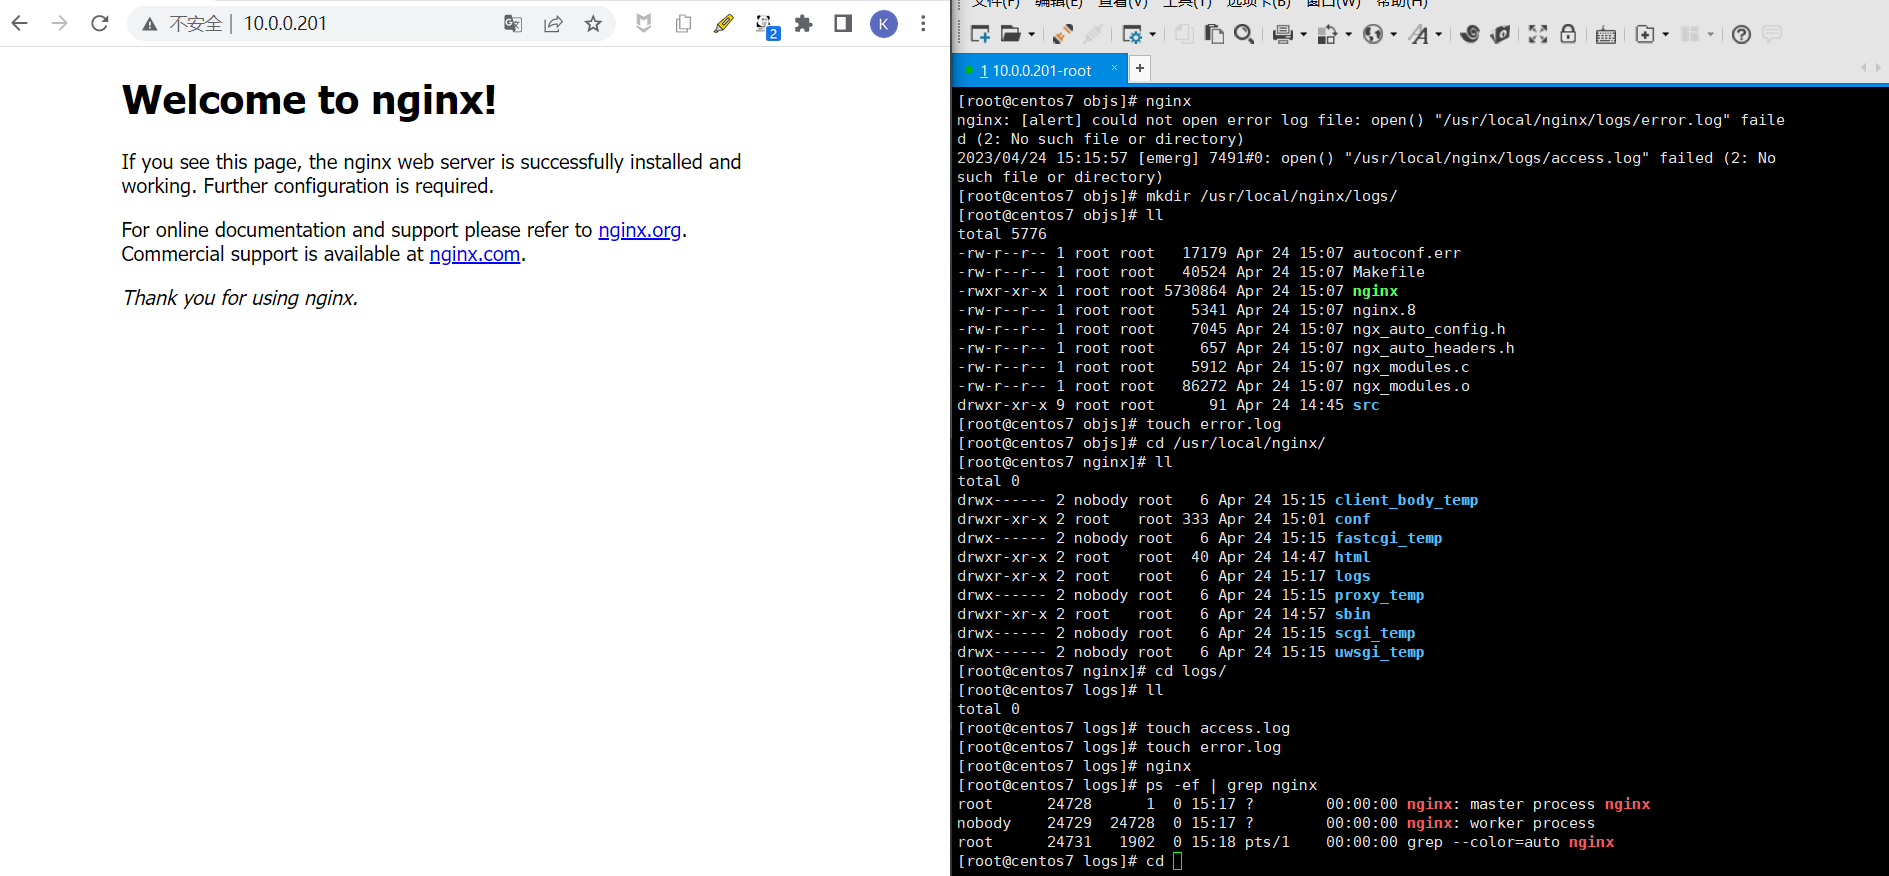 不安全 10.0.0.201
2
K
Welcome to nginx!
If you see this page, the nginx web server is successfully installed and
working. Further configuration is required.
For online documentation and support please refer to nginx.org.
Commercial support is available at nginx.com.
Thank you for using nginx.
文件(F) 编辑(E) 查看(V) 工具(T) 选项卡(B) 窗口(W) 帮助(H)
1 10.0.0.201-root
[root@centos7 objs]# nginx
nginx: [alert] could not open error log file: open() "/usr/local/nginx/logs/error.log" faile
d (2: No such file or directory)
2023/04/24 15:15:57 [emerg] 7491#0: open() "/usr/local/nginx/logs/access.log" failed (2: No
such file or directory)
[root@centos7 objs]# mkdir /usr/local/nginx/logs/
[root@centos7 objs]# ll
total 5776
-rw-r--r-- 1 root root   17179 Apr 24 15:07 autoconf.err
-rw-r--r-- 1 root root   40524 Apr 24 15:07 Makefile
-rwxr-xr-x 1 root root 5730864 Apr 24 15:07 nginx
-rw-r--r-- 1 root root    5341 Apr 24 15:07 nginx.8
-rw-r--r-- 1 root root    7045 Apr 24 15:07 ngx_auto_config.h
-rw-r--r-- 1 root root     657 Apr 24 15:07 ngx_auto_headers.h
-rw-r--r-- 1 root root    5912 Apr 24 15:07 ngx_modules.c
-rw-r--r-- 1 root root   86272 Apr 24 15:07 ngx_modules.o
drwxr-xr-x 9 root root      91 Apr 24 14:45 src
[root@centos7 objs]# touch error.log
[root@centos7 objs]# cd /usr/local/nginx/
[root@centos7 nginx]# ll
total 0
drwx------ 2 nobody root   6 Apr 24 15:15 client_body_temp
drwxr-xr-x 2 root   root 333 Apr 24 15:01 conf
drwx------ 2 nobody root   6 Apr 24 15:15 fastcgi_temp
drwxr-xr-x 2 root   root  40 Apr 24 14:47 html
drwxr-xr-x 2 root   root   6 Apr 24 15:17 logs
drwx------ 2 nobody root   6 Apr 24 15:15 proxy_temp
drwxr-xr-x 2 root   root   6 Apr 24 14:57 sbin
drwx------ 2 nobody root   6 Apr 24 15:15 scgi_temp
drwx------ 2 nobody root   6 Apr 24 15:15 uwsgi_temp
[root@centos7 nginx]# cd logs/
[root@centos7 logs]# ll
total 0
[root@centos7 logs]# touch access.log
[root@centos7 logs]# touch error.log
[root@centos7 logs]# nginx
[root@centos7 logs]# ps -ef | grep nginx
root      24728      1  0 15:17 ?        00:00:00 nginx: master process nginx
nobody    24729  24728  0 15:17 ?        00:00:00 nginx: worker process
root      24731   1902  0 15:18 pts/1    00:00:00 grep --color=auto nginx
[root@centos7 logs]# cd